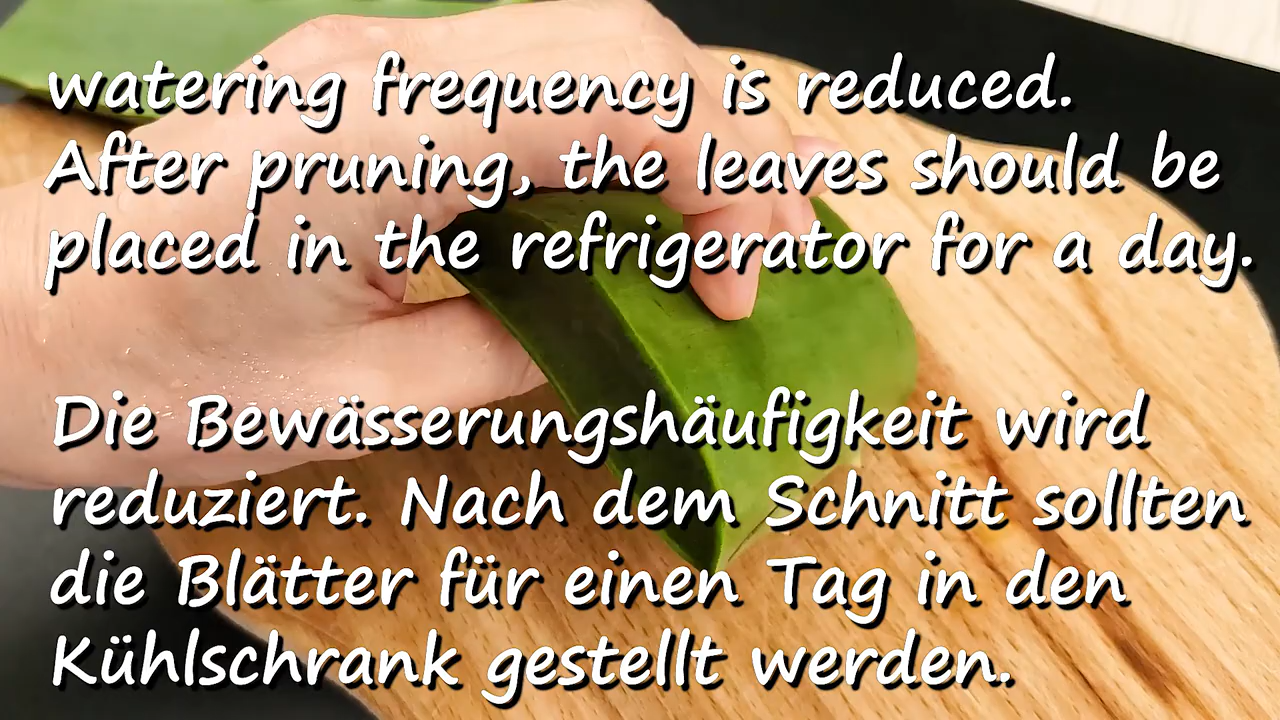 watering frequency is reduced.
After pruning, the leaves should be
placed in the refrigerator for a day.
Die Bewässerungshäufigkeit wird
reduziert. Nach dem Schnitt sollten
die Blätter für einen Tag in den
Kühlschrank gestellt werden.